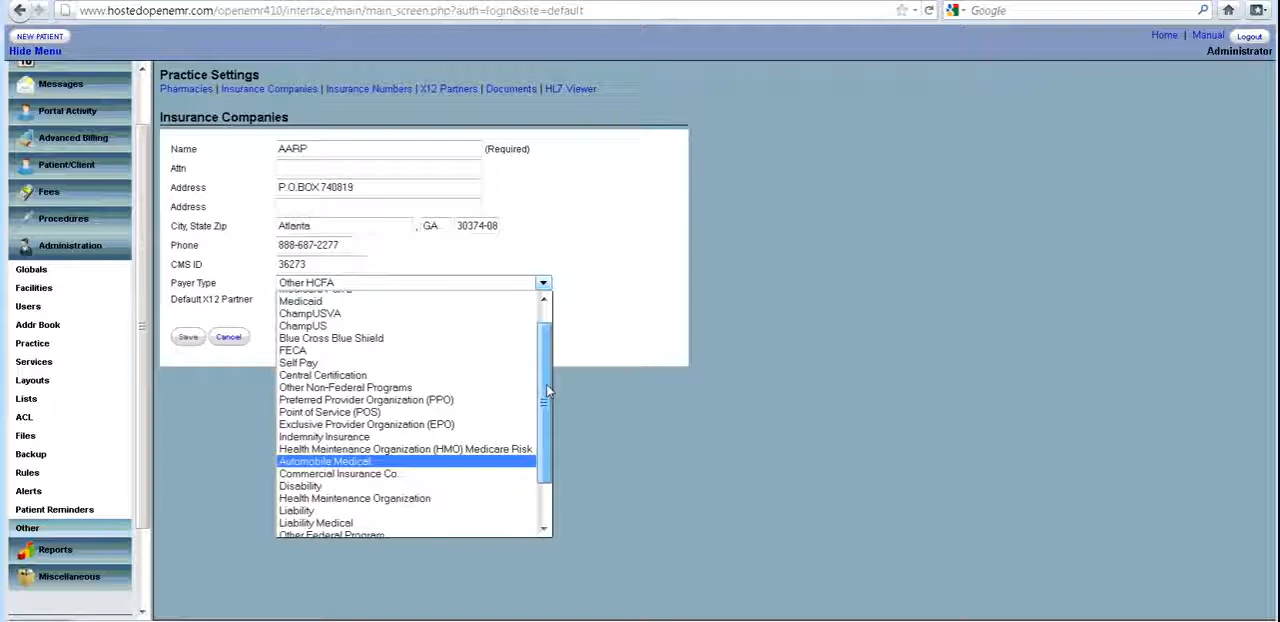 www.hostedopenemr.com/openemr410/interface/main/main_screen.php?auth=login&site=default
Google
NEW PATIENT
Hide Menu
Home | Manual Logout
Administrator
Messages
Portal Activity
Advanced Billing
Patient/Client
Fees
Procedures
Administration
Globals
Facilities
Users
Addr Book
Practice
Services
Layouts
Lists
ACL
Files
Backup
Rules
Alerts
Patient Reminders
Other
Reports
Miscellaneous
Practice Settings
Pharmacies | Insurance Companies | Insurance Numbers | X12 Partners | Documents | HL7 Viewer
Insurance Companies
Name AARP (Required)
Attn
Address P.O.BOX 740819
Address
City, State Zip Atlanta , GA 30374-08
Phone 888-687-2277
CMS ID 36273
Payer Type Other HCFA
Default X12 Partner
Save Cancel
Medicaid
ChampUSVA
ChampUS
Blue Cross Blue Shield
FECA
Self Pay
Central Certification
Other Non-Federal Programs
Preferred Provider Organization (PPO)
Point of Service (POS)
Exclusive Provider Organization (EPO)
Indemnity Insurance
Health Maintenance Organization (HMO) Medicare Risk
Automobile Medical
Commercial Insurance Co.
Disability
Health Maintenance Organization
Liability
Liability Medical
Other Federal Program